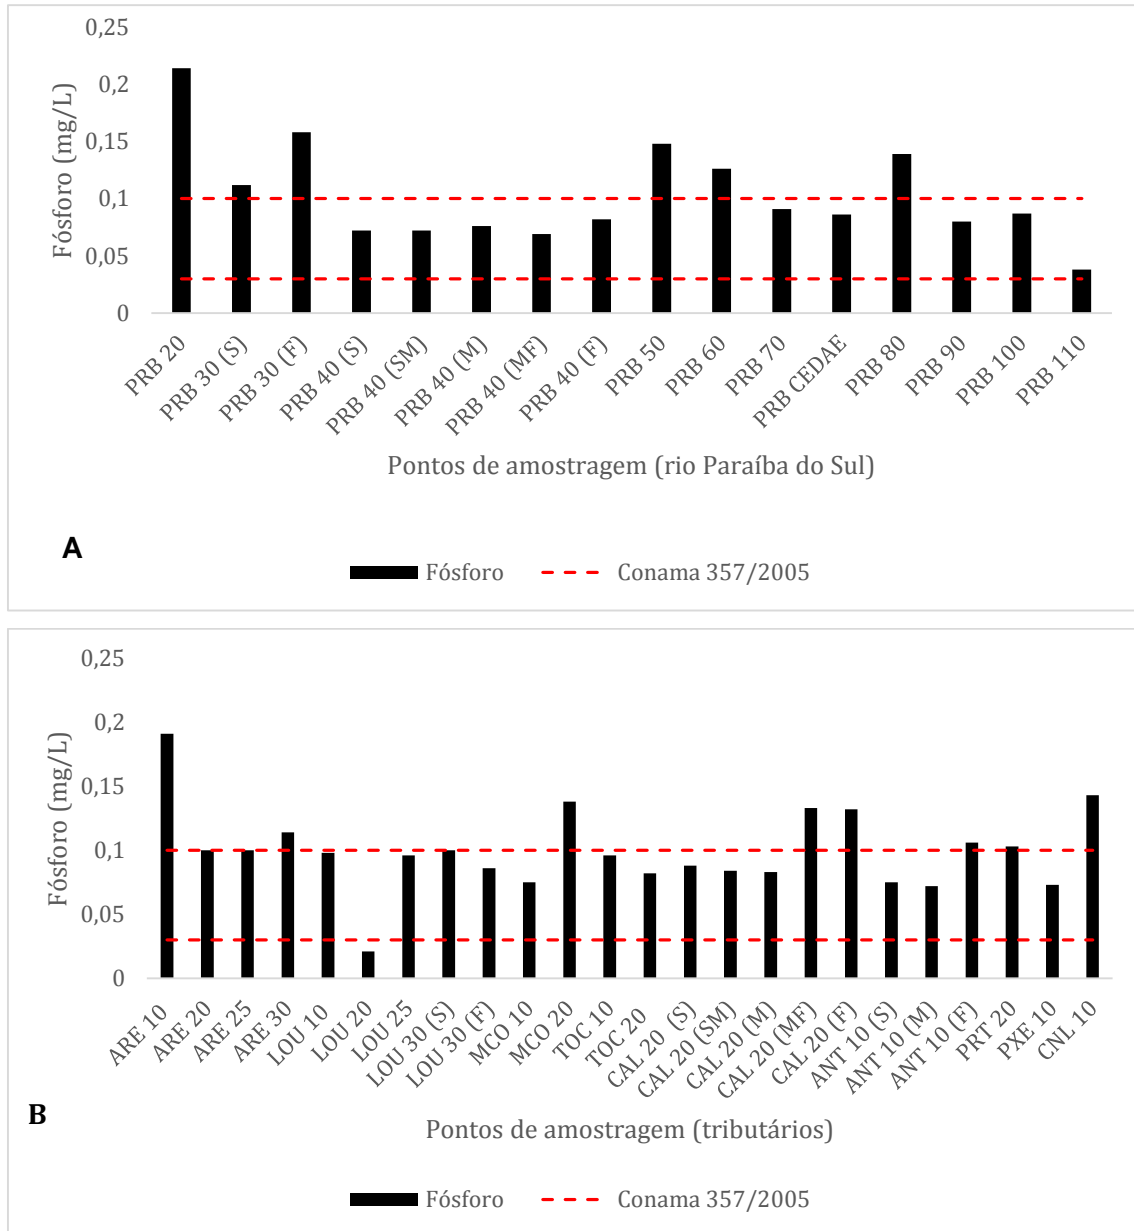 0,25
0,2
0,15
0,1
0,05
0
Fósforo (mg/L)
PRB 20
PRB 30 (S)
PRB 30 (F)
PRB 40 (S)
PRB 40 (SM)
PRB 40 (M)
PRB 40 (MF)
PRB 40 (F)
PRB 50
PRB 60
PRB 70
PRB CEDAE
PRB 80
PRB 90
PRB 100
PRB 110
Pontos de amostragem (rio Paraíba do Sul)
A
Fósforo
Conama 357/2005
0,25
0,2
0,15
0,1
0,05
0
Fósforo (mg/L)
ARE 10
ARE 20
ARE 25
ARE 30
LOU 10
LOU 20
LOU 25
LOU 30 (S)
LOU 30 (F)
MCO 10
MCO 20
TOC 10
TOC 20
CAL 20 (S)
CAL 20 (SM)
CAL 20 (M)
CAL 20 (MF)
CAL 20 (F)
ANT 10 (S)
ANT 10 (M)
ANT 10 (F)
PRT 20
PXE 10
CNL 10
B
Pontos de amostragem (tributários)
Fósforo
Conama 357/2005